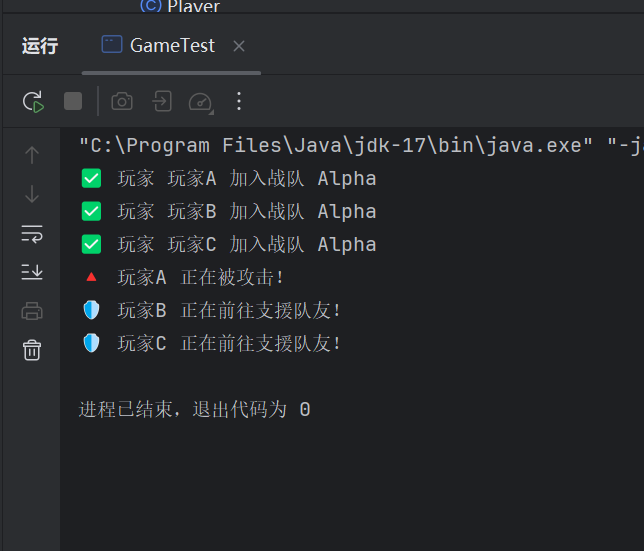 Player
运行 GameTest
"C:\Program Files\Java\jdk-17\bin\java.exe" "-j
✅ 玩家 玩家A 加入战队 Alpha
✅ 玩家 玩家B 加入战队 Alpha
✅ 玩家 玩家C 加入战队 Alpha
🔺 玩家A 正在被攻击!
🛡️ 玩家B 正在前往支援队友!
🛡️ 玩家C 正在前往支援队友!
进程已结束，退出代码为 0